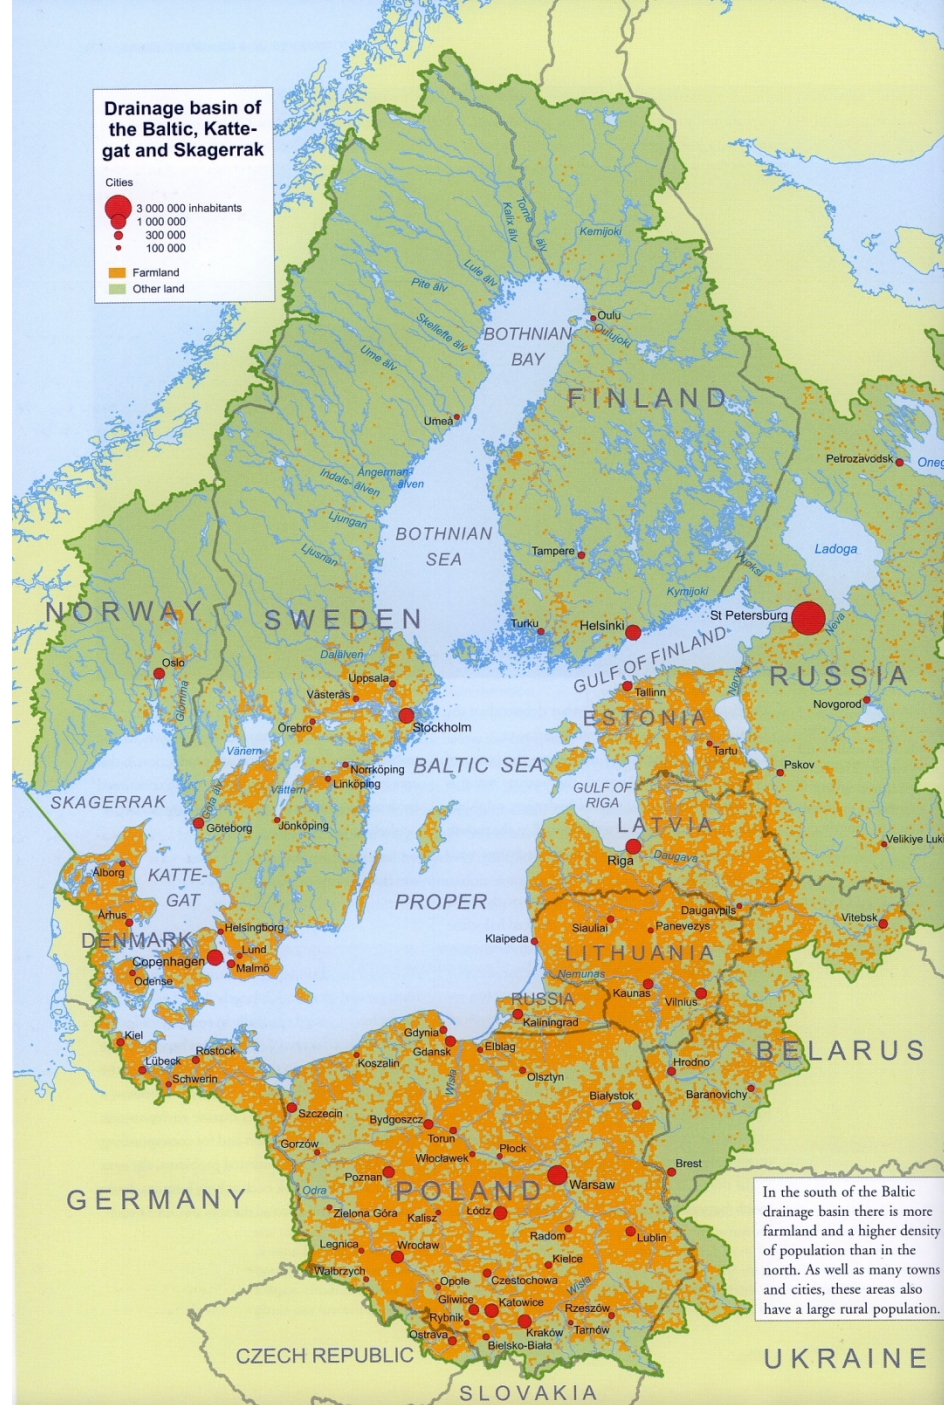 Drainage basin of
the Baltic, Katte-
gat and Skagerrak
Cities
3 000 000 inhabitants
1 000 000
300 000
100 000
Farmland
Other land
Torne älv
Kalix älv
Kemijoki
Lule älv
Pite älv
Skellefte älv
Ume älv
BOTHNIAN
BAY
Oulu
Oulujoki
FINLAND
Umeå
Petrozavodsk
Oneg
Ångerman-
älven
Indals-älven
Ljungan
Ljusnan
BOTHNIAN
SEA
Tampere
Ladoga
Vuoksi
Kymijoki
NORWAY
SWEDEN
Turku
Helsinki
St Petersburg
Neva
GULF OF FINLAND
Dalälven
Oslo
Glomma
Uppsala
Västerås
Örebro
Stockholm
Tallinn
Narva
RUSSIA
Novgorod
ESTONIA
Tartu
Pskov
Vänern
Norrköping
Linköping
Vättern
BALTIC SEA
GULF OF
RIGA
SKAGERRAK
Göta älv
Göteborg
Jönköping
LATVIA
Riga
Daugava
Velikiye Luki
Ålborg
KATTE-
GAT
PROPER
Århus
Helsingborg
DENMARK
Lund
Copenhagen
Malmö
Odense
Daugavpils
Vitebsk
Siauliai
Panevezys
Klaipeda
LITHUANIA
Nemunas
Kaunas
Vilnius
RUSSIA
Kaliningrad
Kiel
Lübeck
Rostock
Schwerin
Gdynia
Gdansk
Elblag
Koszalin
Olsztyn
Wisła
BELARUS
Hrodno
Baranovichy
Białystok
Szczecin
Bydgoszcz
Torun
Gorzów
Włocławek
Płock
Brest
Poznan
POLAND
Warsaw
GERMANY
Odra
Zielona Góra
Kalisz
Łódz
Radom
Lublin
Legnica
Wrocław
Wałbrzych
Kielce
Opole
Czestochowa
Wisła
Gliwice
Katowice
Rzeszów
Rybnik
Kraków
Tarnów
Ostrava
Bielsko-Biała
CZECH REPUBLIC
SLOVAKIA
UKRAINE
In the south of the Baltic
drainage basin there is more
farmland and a higher density
of population than in the
north. As well as many towns
and cities, these areas also
have a large rural population.